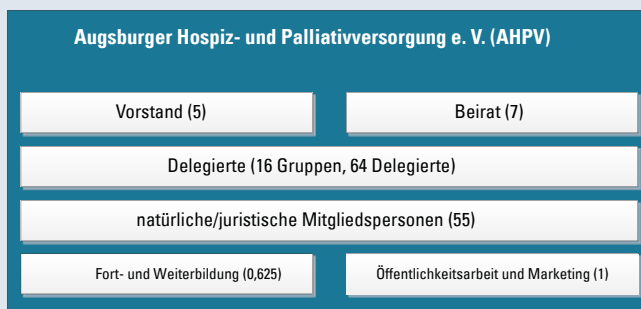 Augsburger Hospiz- und Palliativversorgung e. V. (AHPV)
Vorstand (5)
Beirat (7)
Delegierte (16 Gruppen, 64 Delegierte)
natürliche/juristische Mitgliedspersonen (55)
Fort- und Weiterbildung (0,625)
Öffentlichkeitsarbeit und Marketing (1)